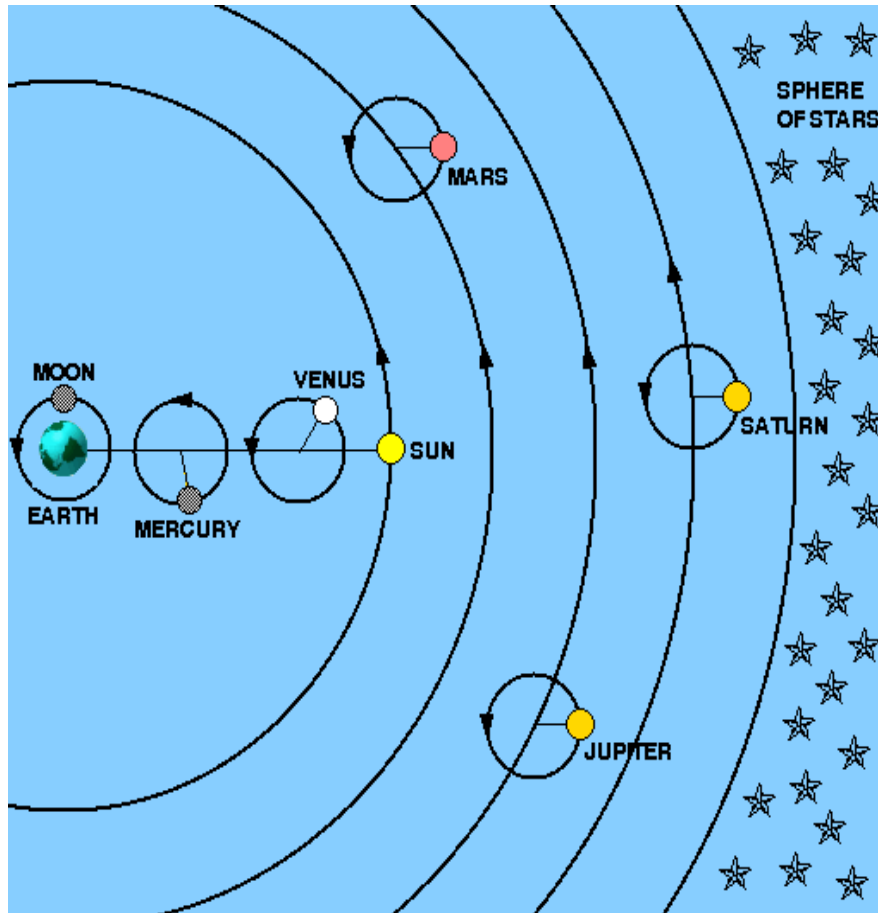 SPHERE
OF STARS
MARS
MOON
VENUS
SUN
SATURN
EARTH
MERCURY
JUPITER